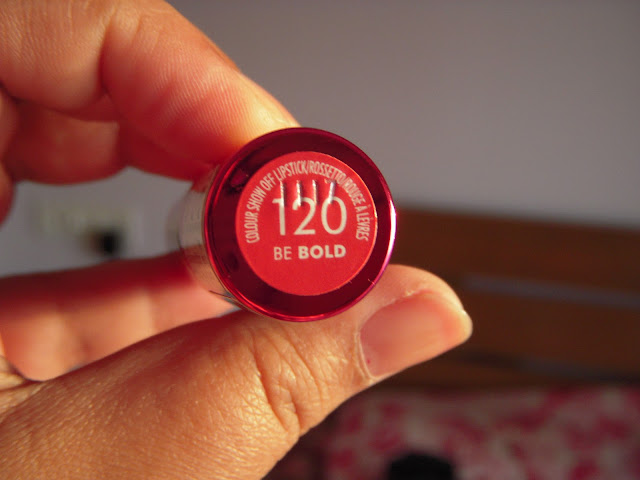 COLOUR SHOW OFF LIPSTICK/ROSSETTO/ROUGE À LÈVRES
120
BE BOLD